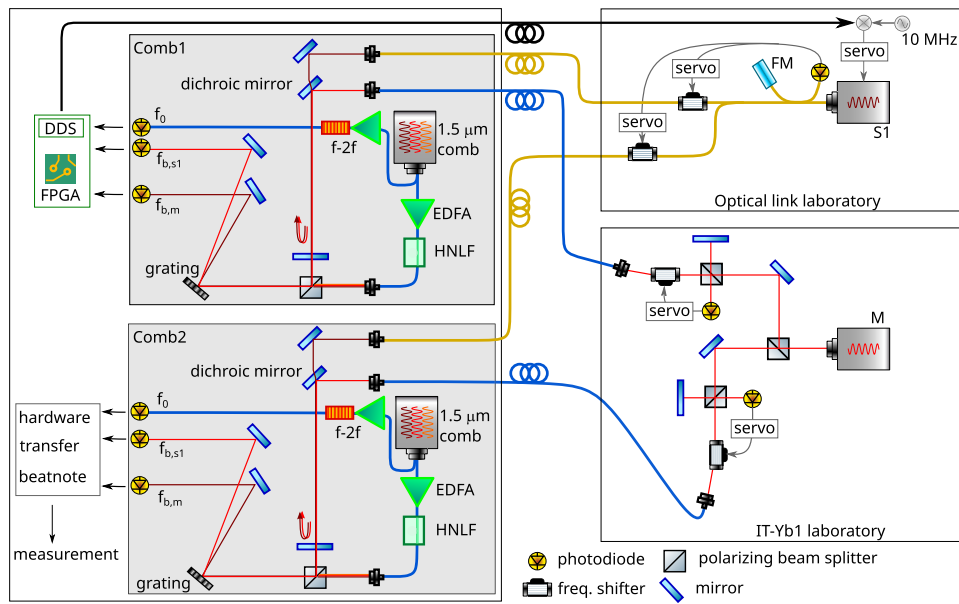 Comb1
dichroic mirror
f0
DDS
fb,s1
FPGA
fb,m
f-2f
1.5 μm
comb
EDFA
HNLF
grating
10 MHz
servo
FM
servo
servo
S1
Optical link laboratory
Comb2
dichroic mirror
f0
hardware
transfer
beatnote
fb,s1
fb,m
f-2f
1.5 μm
comb
EDFA
HNLF
measurement
grating
servo
M
servo
IT-Yb1 laboratory
photodiode
polarizing beam splitter
freq. shifter
mirror